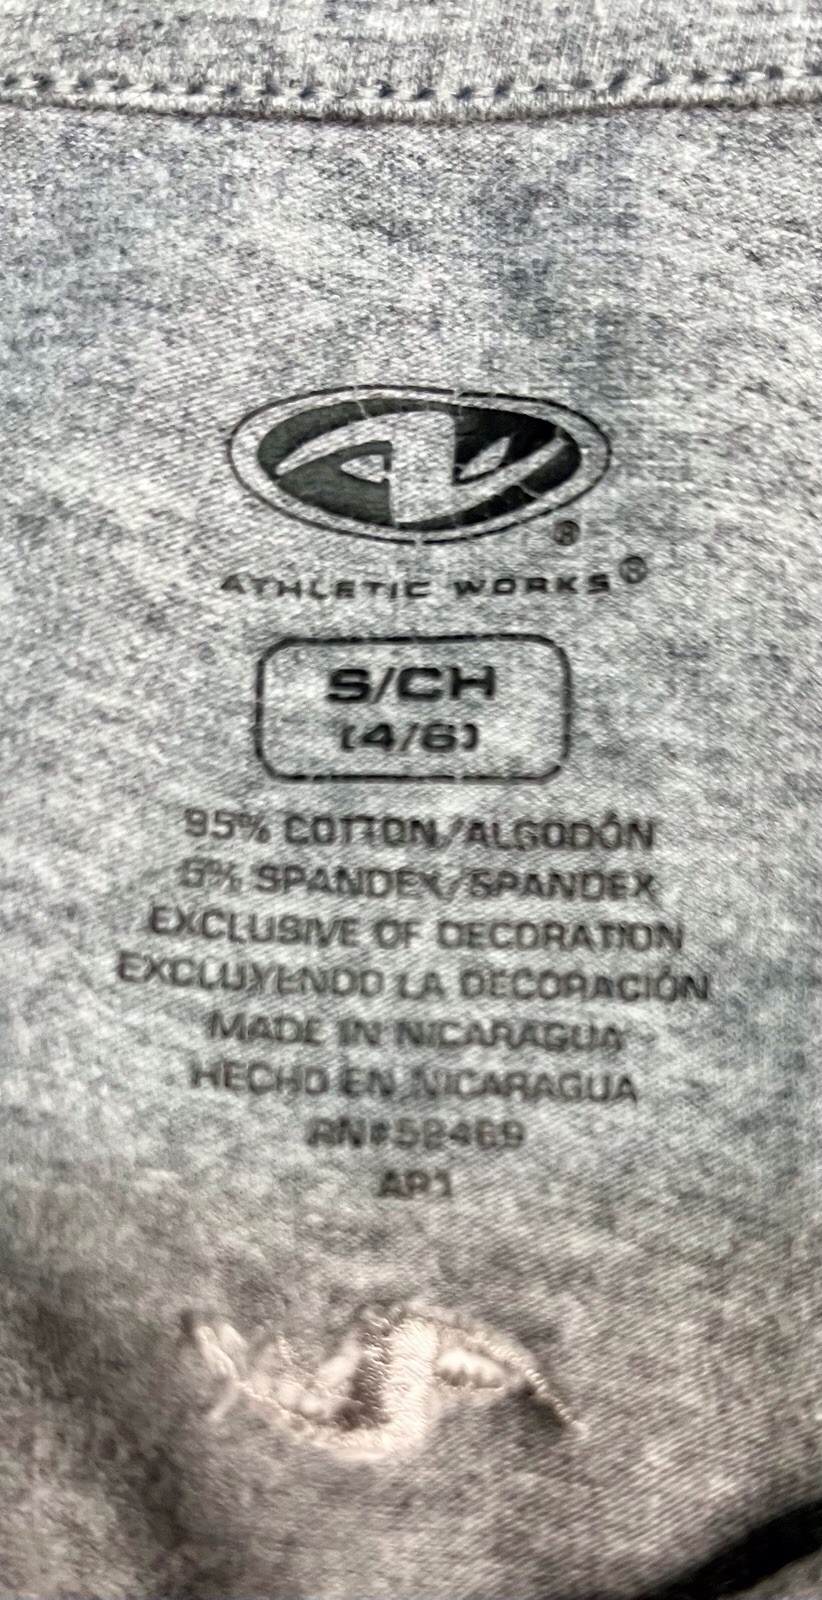 ATHLETIC WORKS®
S/CH
(4/6)
95% COTTON/ALGODÓN
5% SPANDEX/SPANDEX
EXCLUSIVE OF DECORATION
EXCLUYENDO LA DECORACIÓN
MADE IN NICARAGUA
HECHO EN NICARAGUA
RN#52469
AP1